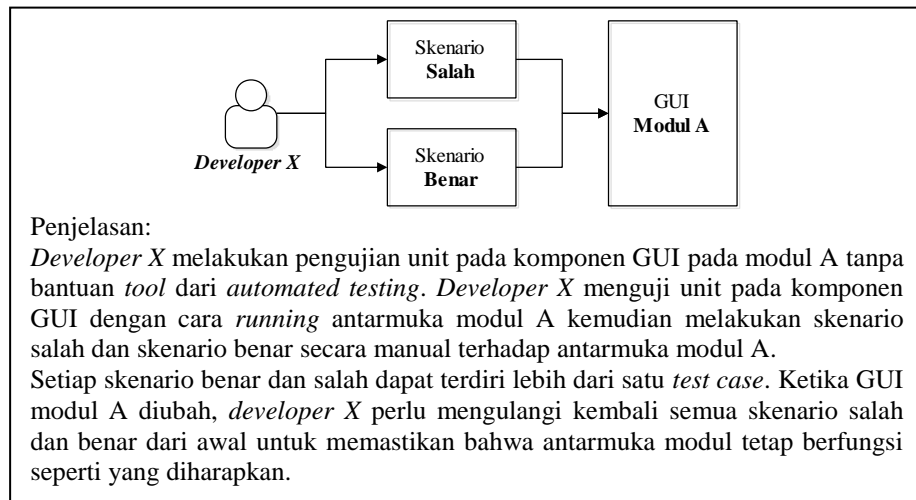 Skenario
Salah
GUI
Modul A
Developer X
Skenario
Benar
Penjelasan:
Developer X melakukan pengujian unit pada komponen GUI pada modul A tanpa
bantuan tool dari automated testing. Developer X menguji unit pada komponen
GUI dengan cara running antarmuka modul A kemudian melakukan skenario
salah dan skenario benar secara manual terhadap antarmuka modul A.
Setiap skenario benar dan salah dapat terdiri lebih dari satu test case. Ketika GUI
modul A diubah, developer X perlu mengulangi kembali semua skenario salah
dan benar dari awal untuk memastikan bahwa antarmuka modul tetap berfungsi
seperti yang diharapkan.